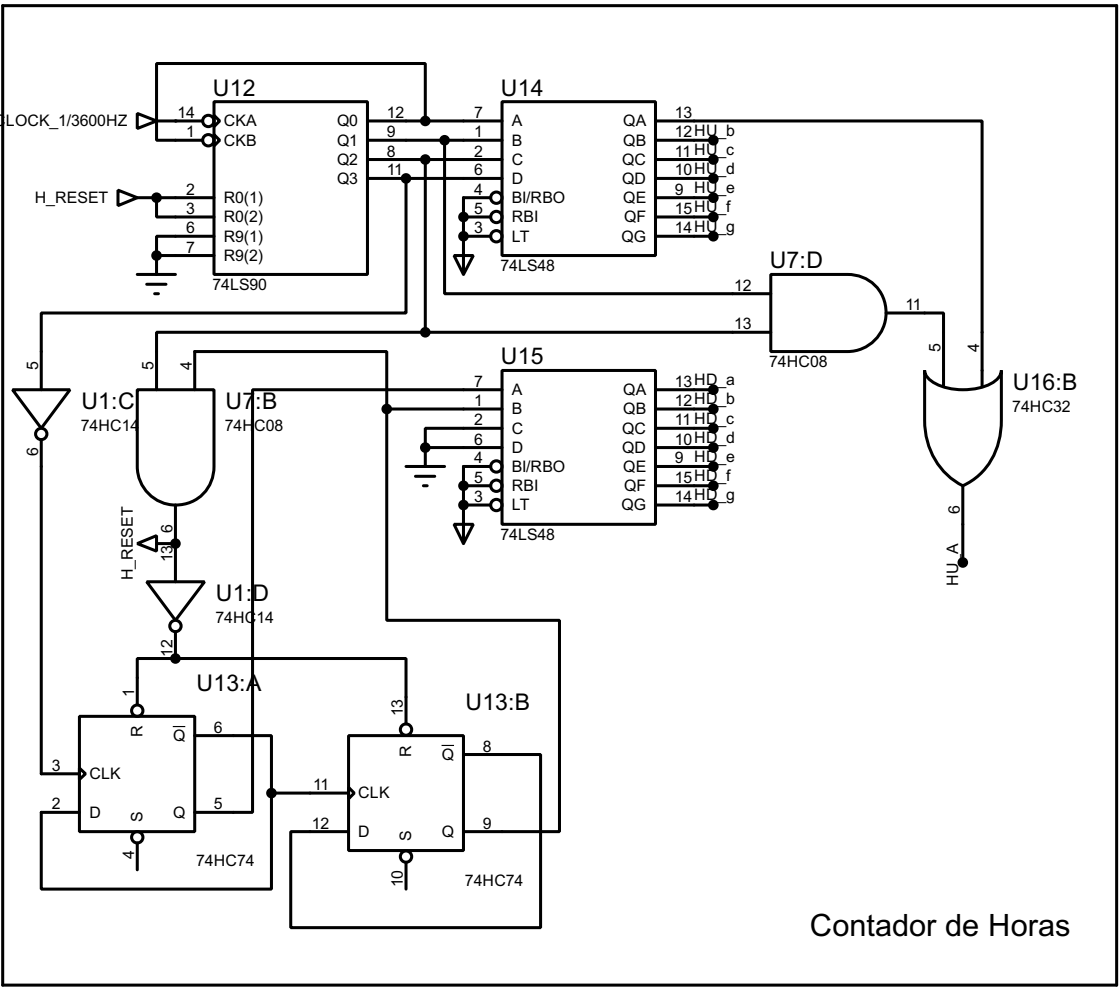 U12
CLOCK_1/3600HZ
14 CKA Q0 12
1 CKB Q1 9
Q2 8
Q3 11
H_RESET
2 R0(1)
3 R0(2)
6 R9(1)
7 R9(2)
74LS90
U14
7 A QA 13
1 B QB 12 HU_b
2 C QC 11 HU_c
6 D QD 10 HU_d
4 BI/RBO QE 9 HU_e
5 RBI QF 15 HU_f
3 LT QG 14 HU_g
74LS48
U7:D
12
13
11
74HC08
5
4
U16:B
74HC32
6
HU_A
5
U1:C
74HC14
6
5
4
U7:B
74HC08
6
H_RESET
13
U1:D
74HC14
12
U15
7 A QA 13 HD_a
1 B QB 12 HD_b
2 C QC 11 HD_c
6 D QD 10 HD_d
4 BI/RBO QE 9 HD_e
5 RBI QF 15 HD_f
3 LT QG 14 HD_g
74LS48
U13:A
1
R Q 6
3 CLK
2 D S Q 5
4
74HC74
U13:B
13
R Q 8
11 CLK
12 D S Q 9
10
74HC74
Contador de Horas